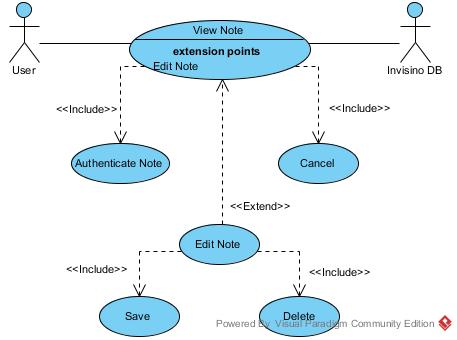 View Note
extension points
Edit Note
User
Invisino DB
<<Include>>
<<Include>>
Authenticate Note
Cancel
<<Extend>>
Edit Note
<<Include>>
<<Include>>
Save
Delete
Powered By Visual Paradigm Community Edition